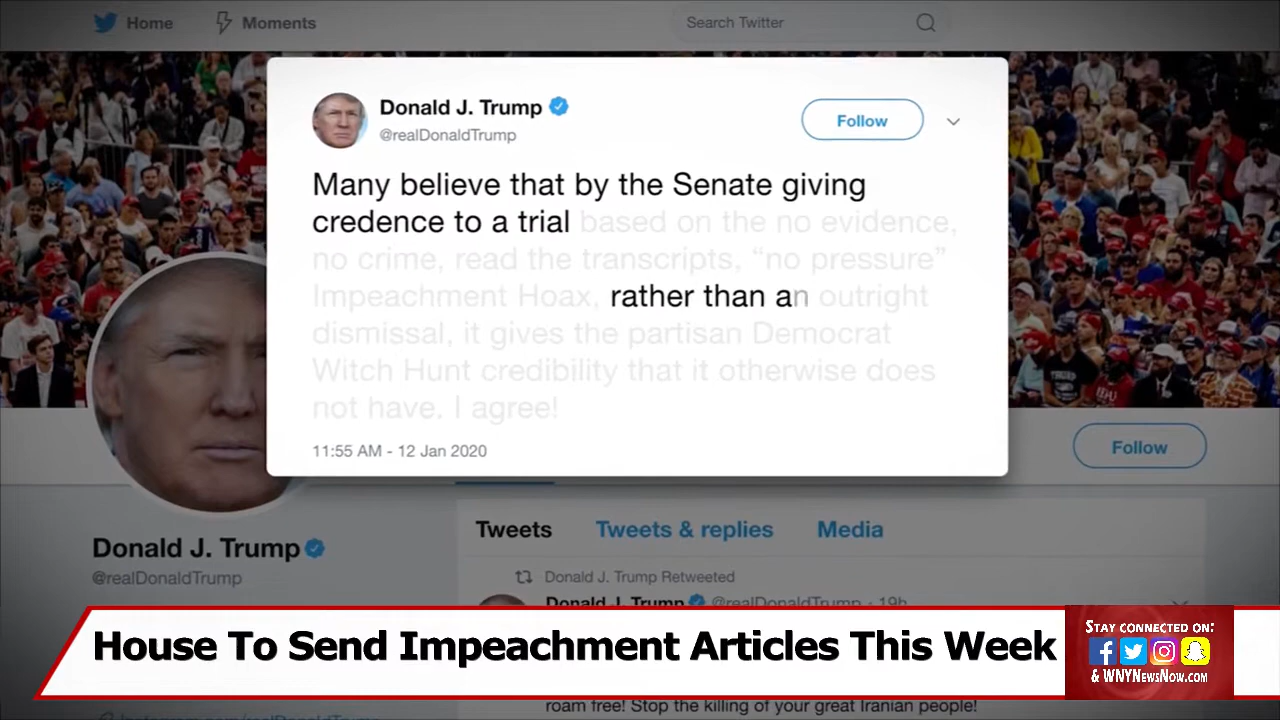 Home
Moments
Search Twitter
Donald J. Trump
@realDonaldTrump
Follow
Many believe that by the Senate giving
credence to a trial based on the no evidence,
no crime, read the transcripts, “no pressure”
Impeachment Hoax, rather than an outright
dismissal, it gives the partisan Democrat
Witch Hunt credibility that it otherwise does
not have. I agree!
11:55 AM - 12 Jan 2020
Follow
Tweets
Tweets & replies
Media
Donald J. Trump
@realDonaldTrump
Donald J. Trump Retweeted
Donald J. Trump @realDonaldTrump · 19h
House To Send Impeachment Articles This Week
STAY CONNECTED ON:
& WNYNewsNow.com
roam free! Stop the killing of your great Iranian people!